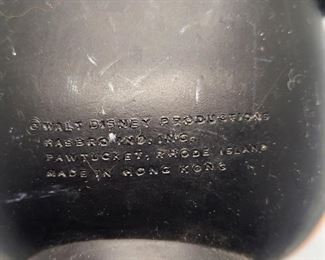 ©WALT DISNEY PRODUCTIONS
HASBRO IND. INC.
PAWTUCKET, RHODE ISLAND
MADE IN HONG KONG